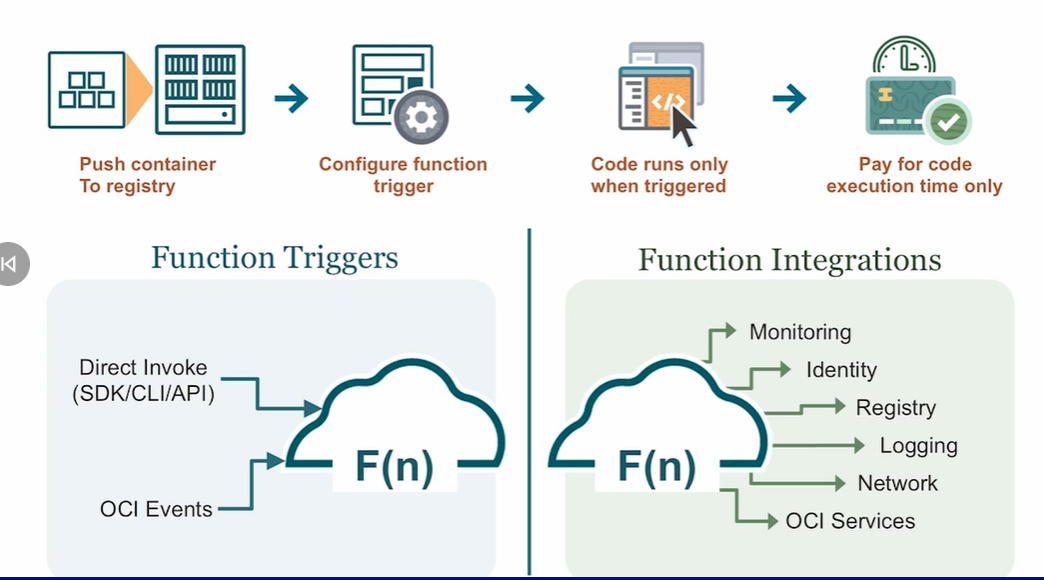 Push container
To registry
Configure function
trigger
Code runs only
when triggered
Pay for code
execution time only
Function Triggers
Direct Invoke
(SDK/CLI/API)
OCI Events
F(n)
Function Integrations
F(n)
Monitoring
Identity
Registry
Logging
Network
OCI Services